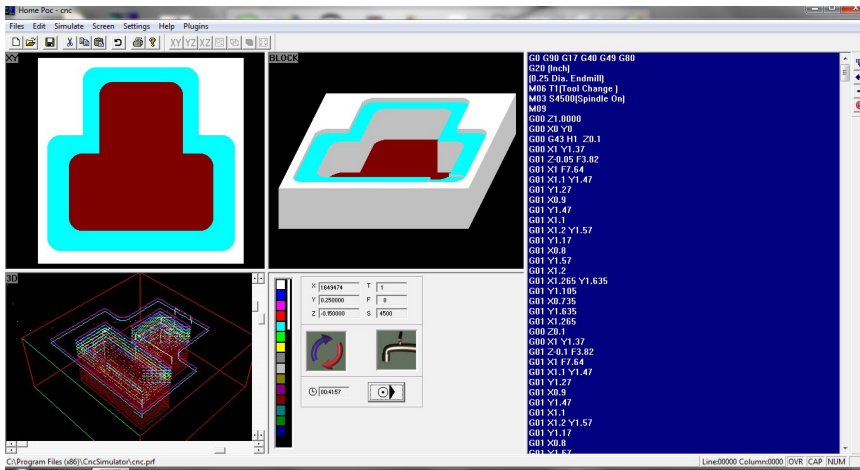 Home Poc - cnc
Files Edit Simulate Screen Settings Help Plugins
XY YZ XZ
XY
BLOCK
3D
X 1.649474 T 1
Y 0.250000 F 8
Z -0.150000 S 4500
00:41:57
G0 G90 G17 G40 G49 G80
G20 (Inch)
(0.25 Dia. Endmill)
M06 T1(Tool Change )
M03 S4500(Spindle On)
M09
G00 Z1.0000
G00 X0 Y0
G00 G43 H1 Z0.1
G00 X1 Y1.37
G01 Z-0.05 F3.82
G01 X1 F7.64
G01 X1.1 Y1.47
G01 Y1.27
G01 X0.9
G01 Y1.47
G01 X1.1
G01 X1.2 Y1.57
G01 Y1.17
G01 X0.8
G01 Y1.57
G01 X1.2
G01 X1.265 Y1.635
G01 Y1.105
G01 X0.735
G01 Y1.635
G01 X1.265
G00 Z0.1
G00 X1 Y1.37
G01 Z-0.1 F3.82
G01 X1 F7.64
G01 X1.1 Y1.47
G01 Y1.27
G01 X0.9
G01 Y1.47
G01 X1.1
G01 X1.2 Y1.57
G01 Y1.17
G01 X0.8
G01 Y1.57
C:\Program Files (x86)\CncSimulator\cnc.prf
Line:00000 Column:0000 OVR CAP NUM